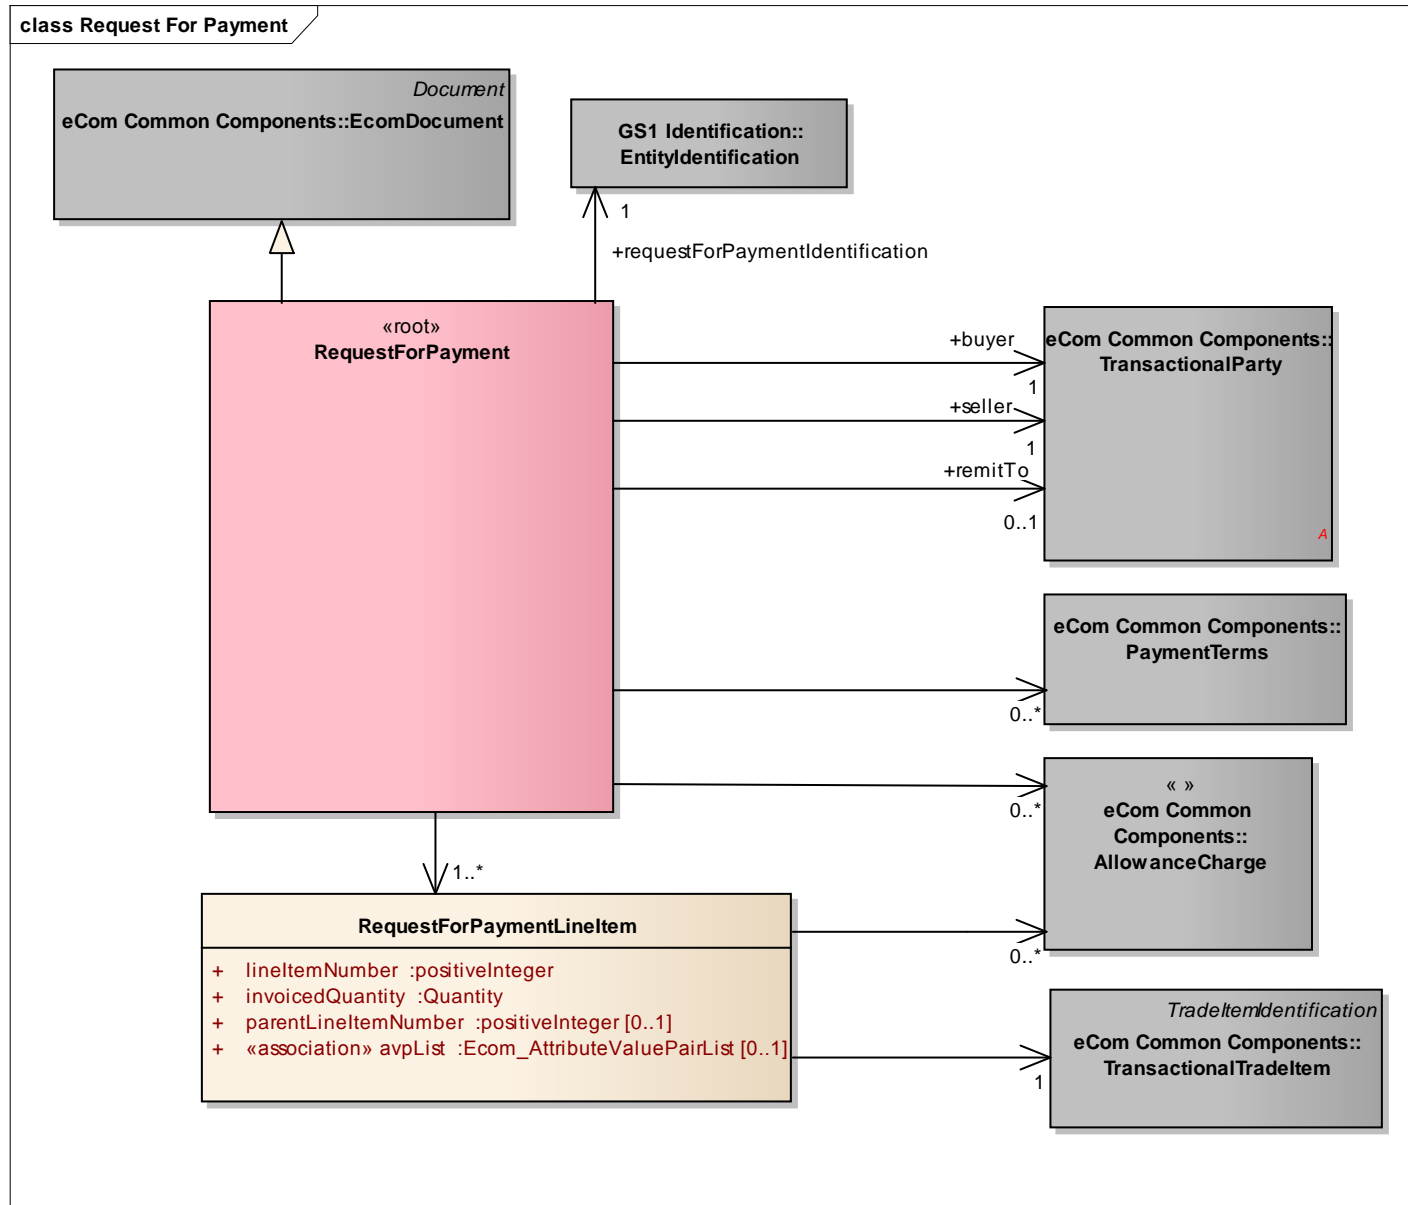 class Request For Payment
Document
eCom Common Components::EcomDocument
GS1 Identification::
EntityIdentification
1
+requestForPaymentIdentification
«root»
RequestForPayment
+buyer
1
+seller
1
+remitTo
0..1
eCom Common Components::
TransactionalParty
A
eCom Common Components::
PaymentTerms
0..*
« »
eCom Common
Components::
AllowanceCharge
0..*
1..*
RequestForPaymentLineItem
+ lineItemNumber :positiveInteger
+ invoicedQuantity :Quantity
+ parentLineItemNumber :positiveInteger [0..1]
+ «association» avpList :Ecom_AttributeValuePairList [0..1]
0..*
TradeItemIdentification
eCom Common Components::
TransactionalTradeItem
1